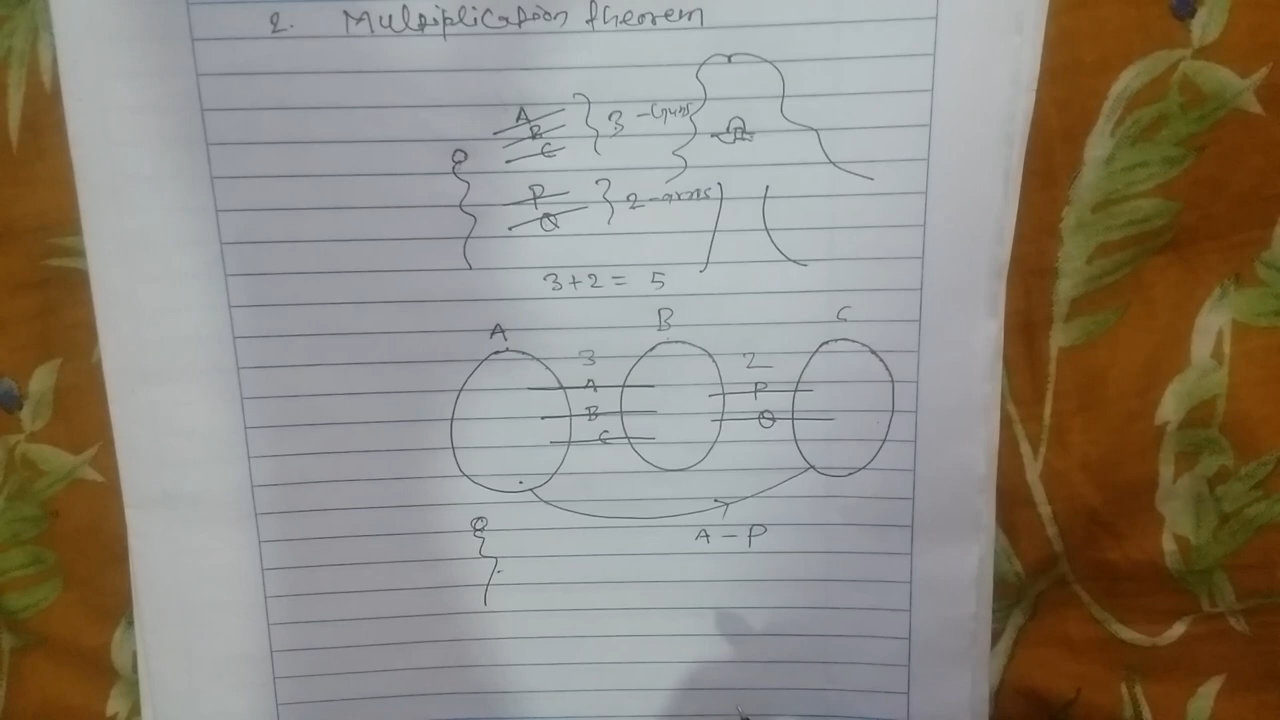 2. Multiplication theorem
A
B
C
3 -
P
Q
2 -
3+2 = 5
A B C
3 2
A P
B Q
C
A - P